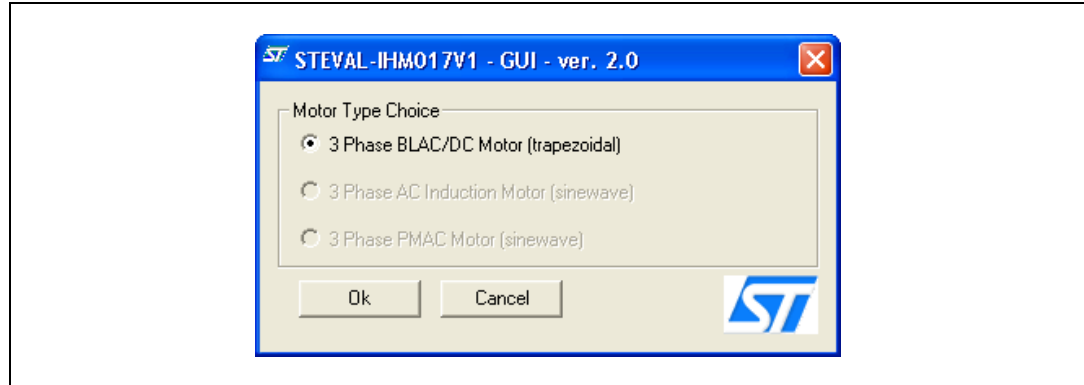 STEVAL-IHM017V1 - GUI - ver. 2.0
Motor Type Choice
3 Phase BLAC/DC Motor (trapezoidal)
3 Phase AC Induction Motor (sinewave)
3 Phase PMAC Motor (sinewave)
Ok Cancel
ST